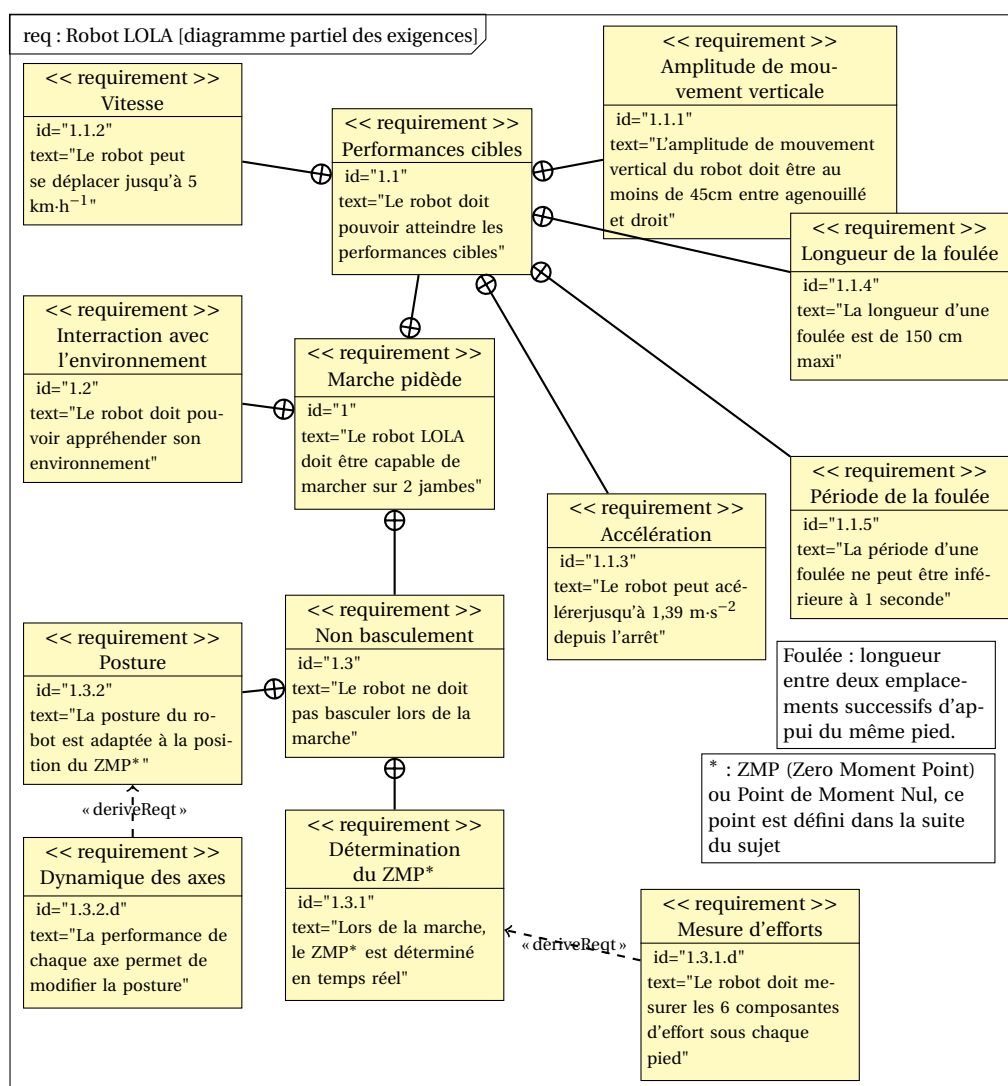 req : Robot LOLA [diagramme partiel des exigences]
<< requirement >>
Vitesse
id="1.1.2"
text="Le robot peut
se déplacer jusqu'à 5
km·h⁻¹"
<< requirement >>
Performances cibles
id="1.1"
text="Le robot doit
pouvoir atteindre les
performances cibles"
<< requirement >>
Amplitude de mou-
vement verticale
id="1.1.1"
text="L'amplitude de mouvement
vertical du robot doit être au
moins de 45cm entre agenouillé
et droit"
<< requirement >>
Longueur de la foulée
id="1.1.4"
text="La longueur d'une
foulée est de 150 cm
maxi"
<< requirement >>
Interraction avec
l'environnement
id="1.2"
text="Le robot doit pou-
voir appréhender son
environnement"
<< requirement >>
Marche pidède
id="1"
text="Le robot LOLA
doit être capable de
marcher sur 2 jambes"
<< requirement >>
Accélération
id="1.1.3"
text="Le robot peut acé-
lérerjusqu'à 1,39 m·s⁻²
depuis l'arrêt"
<< requirement >>
Période de la foulée
id="1.1.5"
text="La période d'une
foulée ne peut être infé-
rieure à 1 seconde"
<< requirement >>
Posture
id="1.3.2"
text="La posture du ro-
bot est adaptée à la posi-
tion du ZMP*"
<< requirement >>
Non basculement
id="1.3"
text="Le robot ne doit
pas basculer lors de la
marche"
Foulée : longueur
entre deux emplace-
ments successifs d'ap-
pui du même pied.
* : ZMP (Zero Moment Point)
ou Point de Moment Nul, ce
point est défini dans la suite
du sujet
« deriveReqt »
<< requirement >>
Dynamique des axes
id="1.3.2.d"
text="La performance de
chaque axe permet de
modifier la posture"
<< requirement >>
Détermination
du ZMP*
id="1.3.1"
text="Lors de la marche,
le ZMP* est déterminé
en temps réel"
« deriveReqt »
<< requirement >>
Mesure d'efforts
id="1.3.1.d"
text="Le robot doit me-
surer les 6 composantes
d'effort sous chaque
pied"